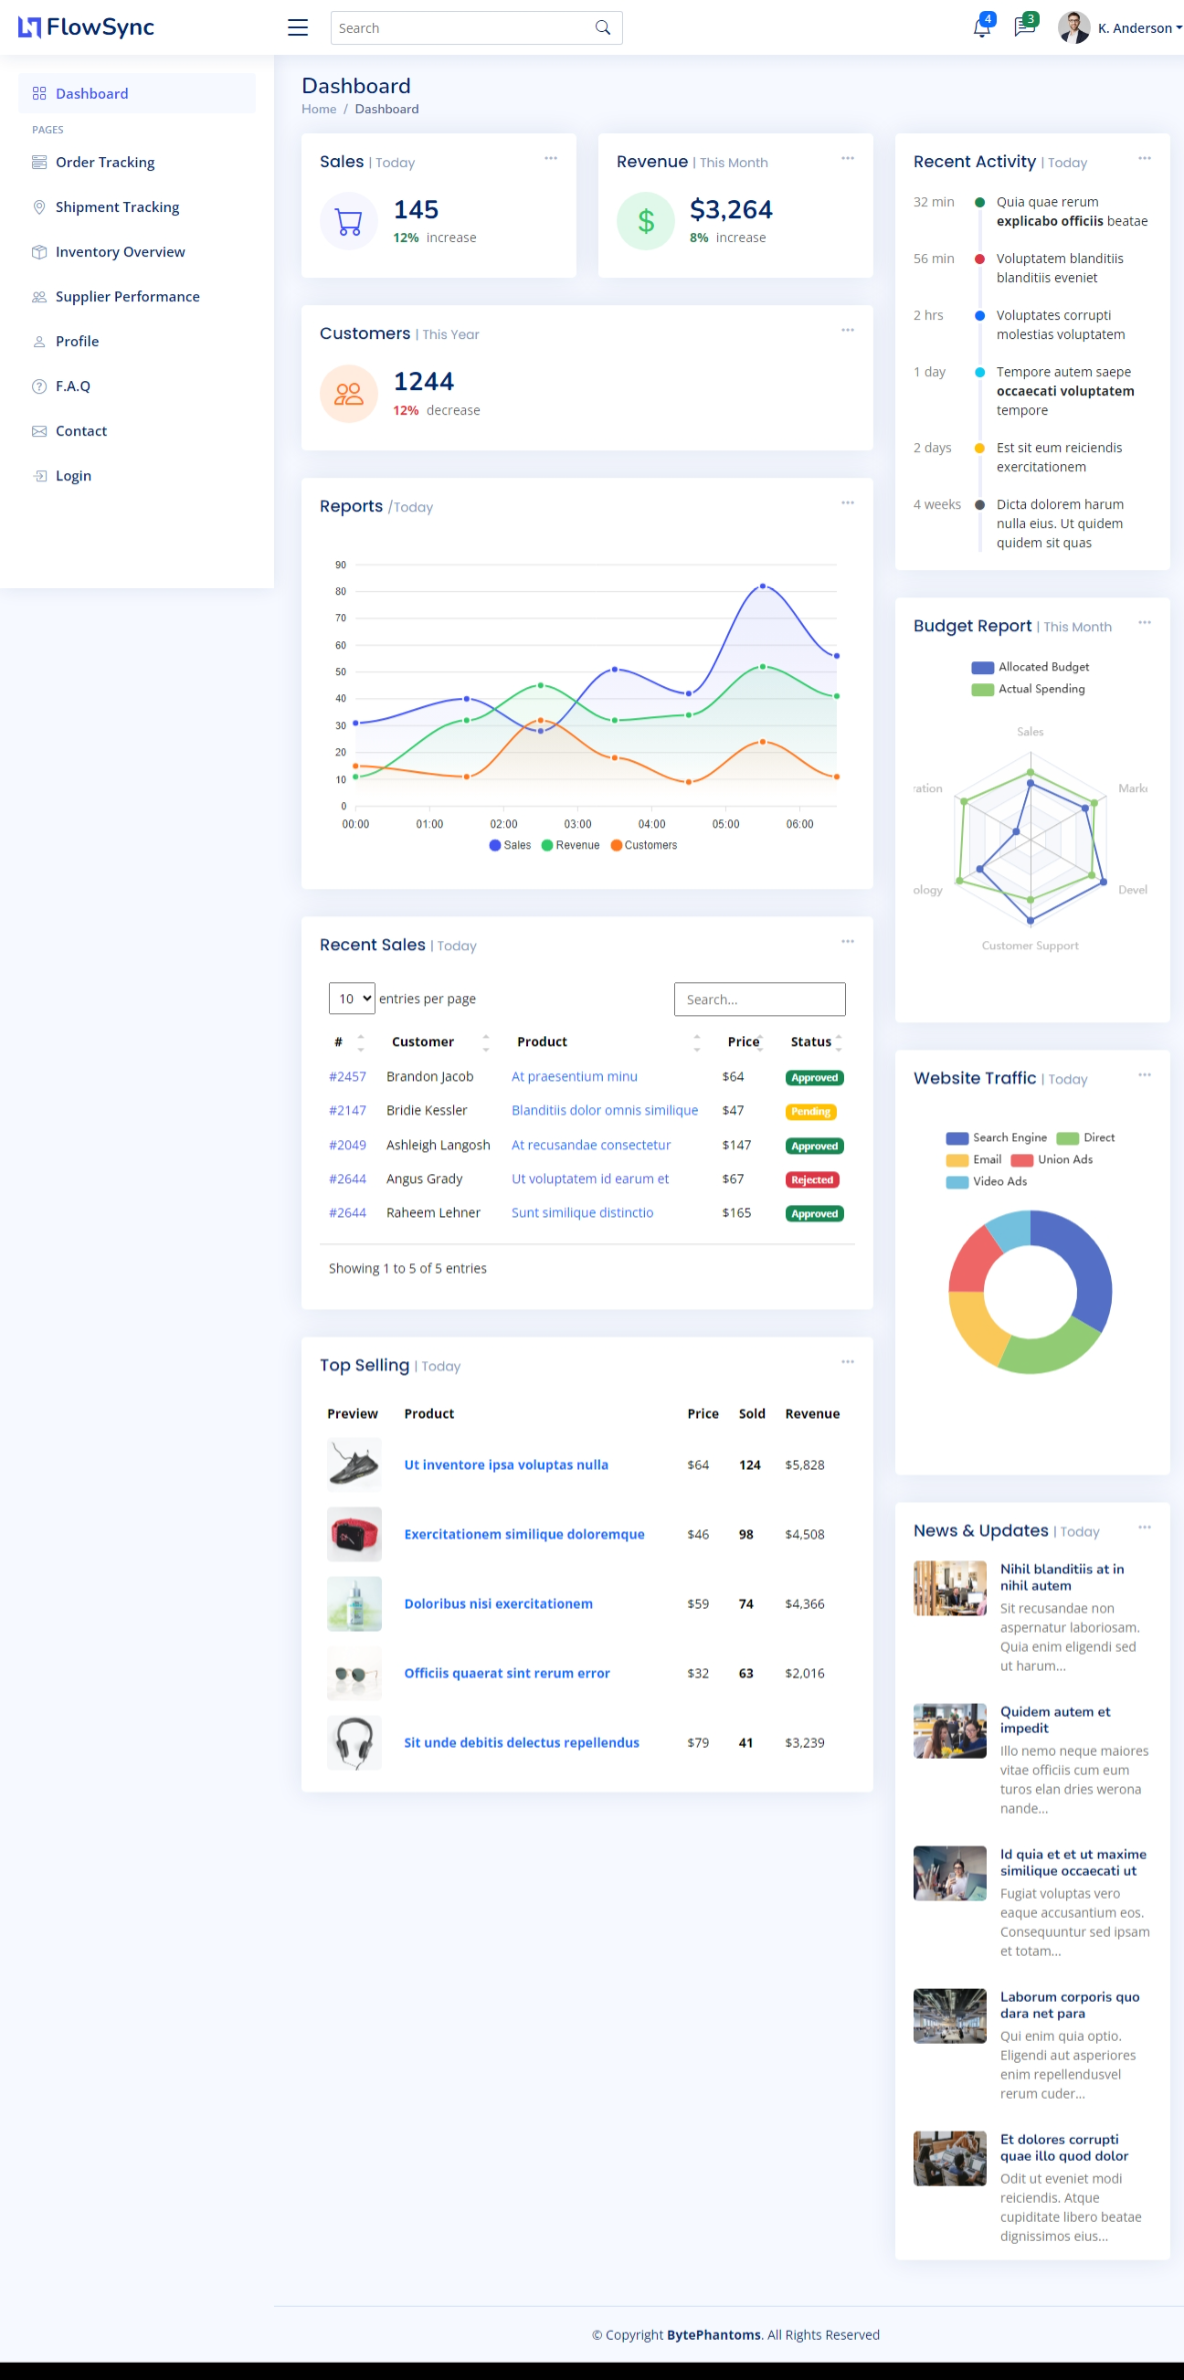 FlowSync
Search
4
3
K. Anderson
Dashboard
PAGES
Order Tracking
Shipment Tracking
Inventory Overview
Supplier Performance
Profile
F.A.Q
Contact
Login
Dashboard
Home / Dashboard
Sales | Today
145
12% increase
Revenue | This Month
$3,264
8% increase
Customers | This Year
1244
12% decrease
Reports /Today
90
80
70
60
50
40
30
20
10
0
00:00 01:00 02:00 03:00 04:00 05:00 06:00
Sales Revenue Customers
Recent Sales | Today
10 entries per page
Search...
# Customer Product Price Status
#2457 Brandon Jacob At praesentium minu $64 Approved
#2147 Bridie Kessler Blanditiis dolor omnis similique $47 Pending
#2049 Ashleigh Langosh At recusandae consectetur $147 Approved
#2644 Angus Grady Ut voluptatem id earum et $67 Rejected
#2644 Raheem Lehner Sunt similique distinctio $165 Approved
Showing 1 to 5 of 5 entries
Top Selling | Today
Preview Product Price Sold Revenue
Ut inventore ipsa voluptas nulla $64 124 $5,828
Exercitationem similique doloremque $46 98 $4,508
Doloribus nisi exercitationem $59 74 $4,366
Officiis quaerat sint rerum error $32 63 $2,016
Sit unde debitis delectus repellendus $79 41 $3,239
Recent Activity | Today
32 min Quia quae rerum
explicabo officiis beatae
56 min Voluptatem blanditiis
blanditiis eveniet
2 hrs Voluptates corrupti
molestias voluptatem
1 day Tempore autem saepe
occaecati voluptatem
tempore
2 days Est sit eum reiciendis
exercitationem
4 weeks Dicta dolorem harum
nulla eius. Ut quidem
quidem sit quas
Budget Report | This Month
Allocated Budget
Actual Spending
Sales
ration Mark
ology Devel
Customer Support
Website Traffic | Today
Search Engine Direct
Email Union Ads
Video Ads
News & Updates | Today
Nihil blanditiis at in
nihil autem
Sit recusandae non
aspernatur laboriosam.
Quia enim eligendi sed
ut harum...
Quidem autem et
impedit
Illo nemo neque maiores
vitae officiis cum eum
turos elan dries werona
nande...
Id quia et et ut maxime
similique occaecati ut
Fugiat voluptas vero
eaque accusantium eos.
Consequuntur sed ipsam
et totam...
Laborum corporis quo
dara net para
Qui enim quia optio.
Eligendi aut asperiores
enim repellendusvel
rerum cuder...
Et dolores corrupti
quae illo quod dolor
Odit ut eveniet modi
reiciendis. Atque
cupiditate libero beatae
dignissimos eius...
© Copyright BytePhantoms. All Rights Reserved